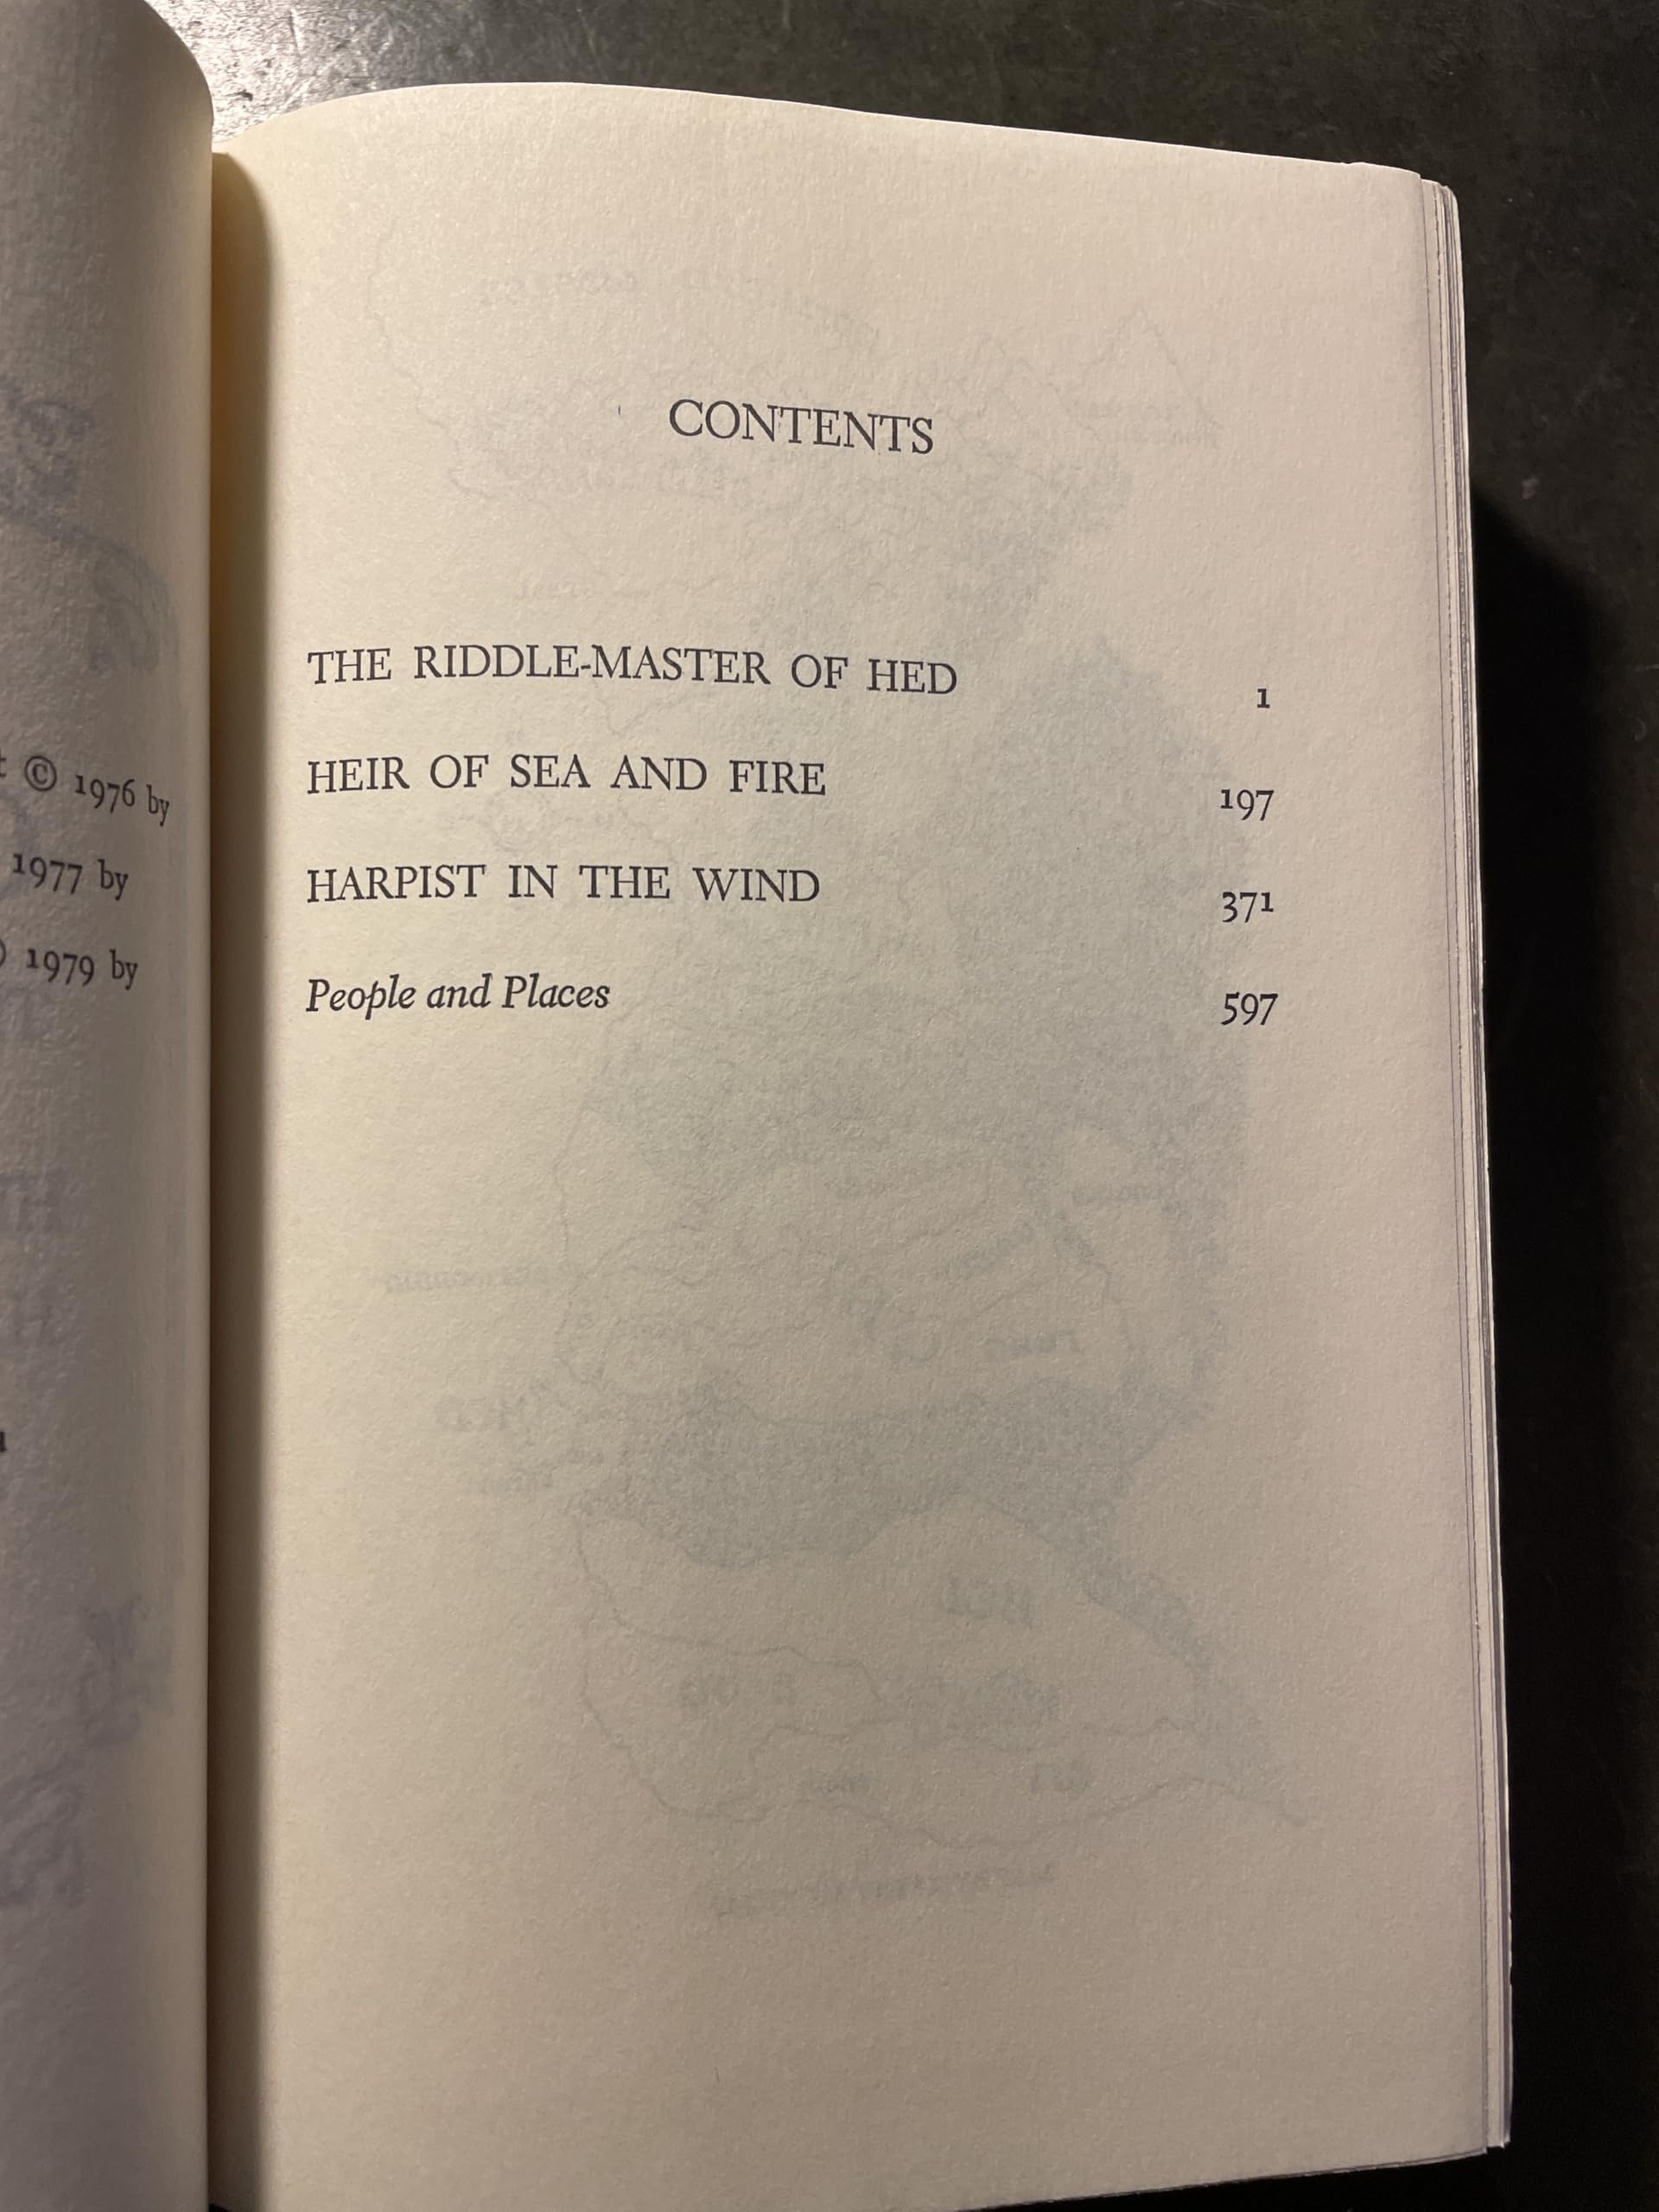 © 1976 by
1977 by
1979 by
CONTENTS
THE RIDDLE-MASTER OF HED 1
HEIR OF SEA AND FIRE 197
HARPIST IN THE WIND 371
People and Places 597